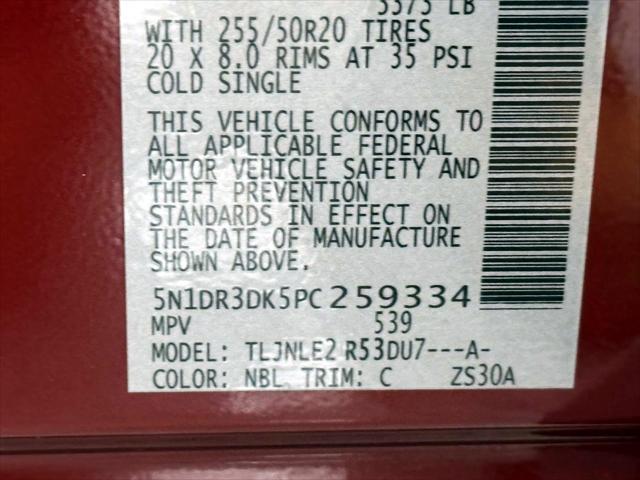 3373 LB
WITH 255/50R20 TIRES
20 X 8.0 RIMS AT 35 PSI
COLD SINGLE
THIS VEHICLE CONFORMS TO
ALL APPLICABLE FEDERAL
MOTOR VEHICLE SAFETY AND
THEFT PREVENTION
STANDARDS IN EFFECT ON
THE DATE OF MANUFACTURE
SHOWN ABOVE.
5N1DR3DK5PC259334
MPV 539
MODEL: TLJNLE2 R53DU7---A-
COLOR: NBL TRIM: C ZS30A